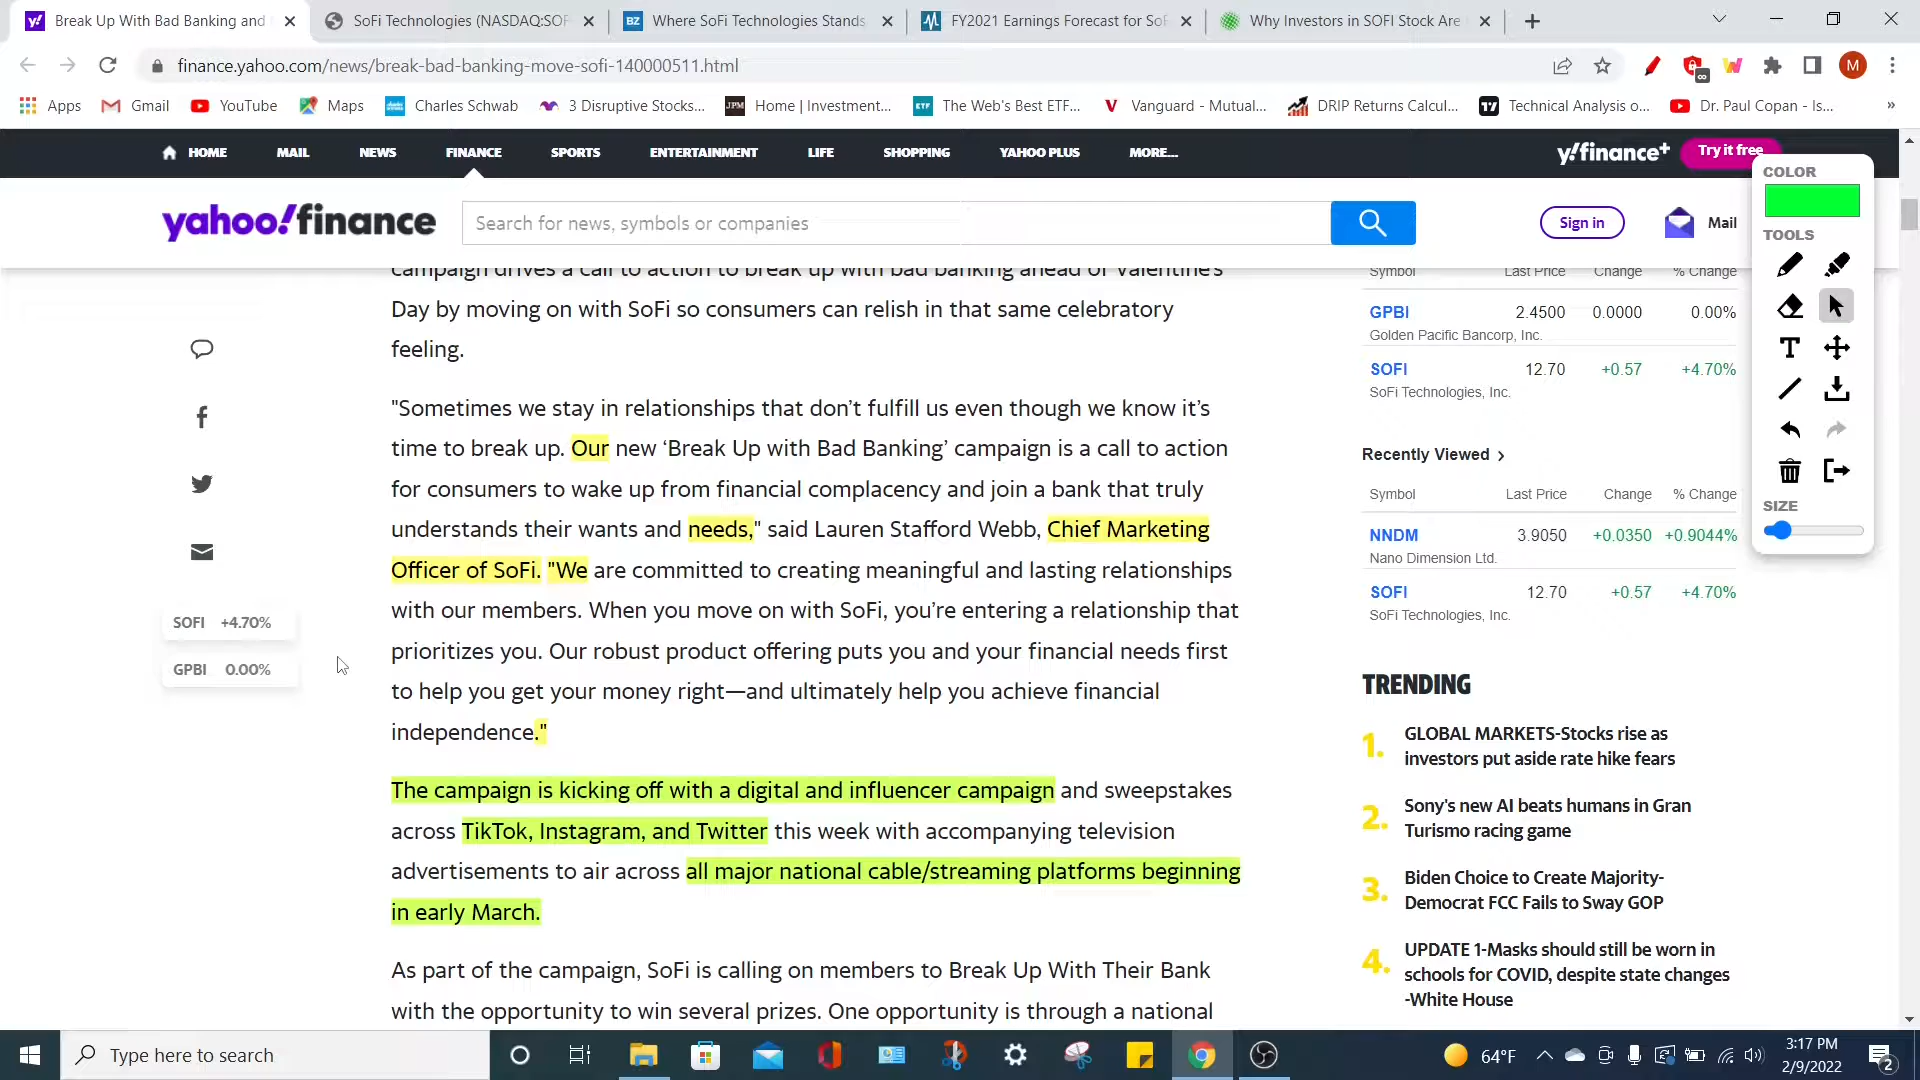 Break Up With Bad Banking and
SoFi Technologies (NASDAQ:SOF
BZ
Where SoFi Technologies Stands
FY2021 Earnings Forecast for SoF
Why Investors in SOFI Stock Are
finance.yahoo.com/news/break-bad-banking-move-sofi-140000511.html
M
Apps
Gmail
YouTube
Maps
Charles Schwab
3 Disruptive Stocks...
JPM
Home | Investment...
ETF
The Web's Best ETF...
Vanguard - Mutual...
DRIP Returns Calcul...
Technical Analysis o...
Dr. Paul Copan - Is...
»
HOME
MAIL
NEWS
FINANCE
SPORTS
ENTERTAINMENT
LIFE
SHOPPING
YAHOO PLUS
MORE...
y!finance+
Try it free
yahoo!finance
Search for news, symbols or companies
Sign in
Mail
COLOR
TOOLS
SIZE
campaign drives a call to action to break up with bad banking ahead of Valentine's
Day by moving on with SoFi so consumers can relish in that same celebratory
feeling.
"Sometimes we stay in relationships that don’t fulfill us even though we know it’s
time to break up. Our new ‘Break Up with Bad Banking’ campaign is a call to action
for consumers to wake up from financial complacency and join a bank that truly
understands their wants and needs," said Lauren Stafford Webb, Chief Marketing
Officer of SoFi. "We are committed to creating meaningful and lasting relationships
with our members. When you move on with SoFi, you’re entering a relationship that
prioritizes you. Our robust product offering puts you and your financial needs first
to help you get your money right—and ultimately help you achieve financial
independence."
The campaign is kicking off with a digital and influencer campaign and sweepstakes
across TikTok, Instagram, and Twitter this week with accompanying television
advertisements to air across all major national cable/streaming platforms beginning
in early March.
As part of the campaign, SoFi is calling on members to Break Up With Their Bank
with the opportunity to win several prizes. One opportunity is through a national
SOFI +4.70%
GPBI 0.00%
Symbol Last Price Change % Change
GPBI 2.4500 0.0000 0.00%
Golden Pacific Bancorp, Inc.
SOFI 12.70 +0.57 +4.70%
SoFi Technologies, Inc.
Recently Viewed
Symbol Last Price Change % Change
NNDM 3.9050 +0.0350 +0.9044%
Nano Dimension Ltd.
SOFI 12.70 +0.57 +4.70%
SoFi Technologies, Inc.
TRENDING
1. GLOBAL MARKETS-Stocks rise as
investors put aside rate hike fears
2. Sony's new AI beats humans in Gran
Turismo racing game
3. Biden Choice to Create Majority-
Democrat FCC Fails to Sway GOP
4. UPDATE 1-Masks should still be worn in
schools for COVID, despite state changes
-White House
Type here to search
64°F
3:17 PM
2/9/2022
2